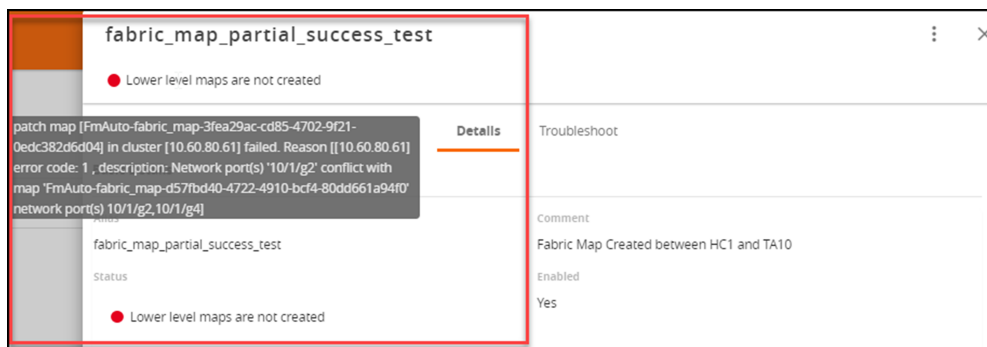 fabric_map_partial_success_test
Lower level maps are not created
patch map [FmAuto-fabric_map-3fea29ac-cd85-4702-9f21-
0edc382d6d04] in cluster [10.60.80.61] failed. Reason [[10.60.80.61]
error code: 1 , description: Network port(s) '10/1/g2' conflict with
map 'FmAuto-fabric_map-d57fbd40-4722-4910-bcf4-80dd661a94f0'
network port(s) 10/1/g2,10/1/g4]
Details
Troubleshoot
Alias
fabric_map_partial_success_test
Comment
Fabric Map Created between HC1 and TA10
Status
Lower level maps are not created
Enabled
Yes